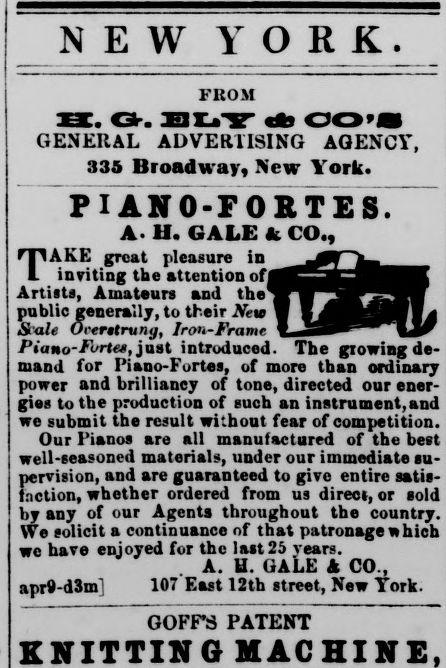 NEW YORK.
FROM
H. G. ELY & CO'S
GENERAL ADVERTISING AGENCY,
335 Broadway, New York.
PIANO-FORTES.
A. H. GALE & CO.,
TAKE great pleasure in
inviting the attention of
Artists, Amateurs and the
public generally, to their New
Scale Overstrung, Iron-Frame
Piano-Fortes, just introduced. The growing de-
mand for Piano-Fortes, of more than ordinary
power and brilliancy of tone, directed our ener-
gies to the production of such an instrument, and
we submit the result without fear of competition.
Our Pianos are all manufactured of the best
well-seasoned materials, under our immediate su-
pervision, and are guaranteed to give entire satis-
faction, whether ordered from us direct, or sold
by any of our Agents throughout the country.
We solicit a continuance of that patronage which
we have enjoyed for the last 25 years.
A. H. GALE & CO.,
apr9-d3m] 107 East 12th street, New York.
GOFF'S PATENT
KNITTING MACHINE,